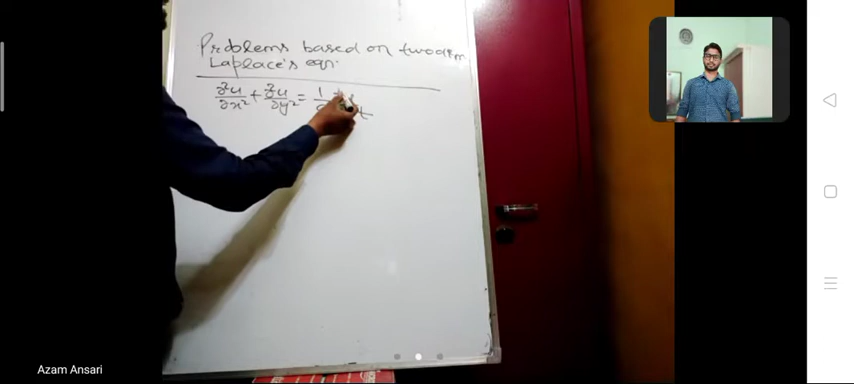 Problems based on two dim
Laplace's eqn.
∂²u/∂x² + ∂²u/∂y² = 1/
Azam Ansari